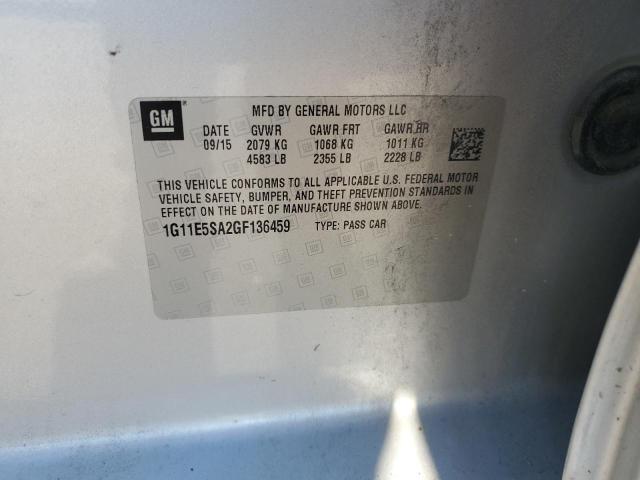 GM
MFD BY GENERAL MOTORS LLC
DATE GVWR GAWR FRT GAWR RR
09/15 2079 KG 1068 KG 1011 KG
4583 LB 2355 LB 2228 LB
THIS VEHICLE CONFORMS TO ALL APPLICABLE U.S. FEDERAL MOTOR
VEHICLE SAFETY, BUMPER, AND THEFT PREVENTION STANDARDS IN
EFFECT ON THE DATE OF MANUFACTURE SHOWN ABOVE.
1G11E5SA2GF136459 TYPE: PASS CAR